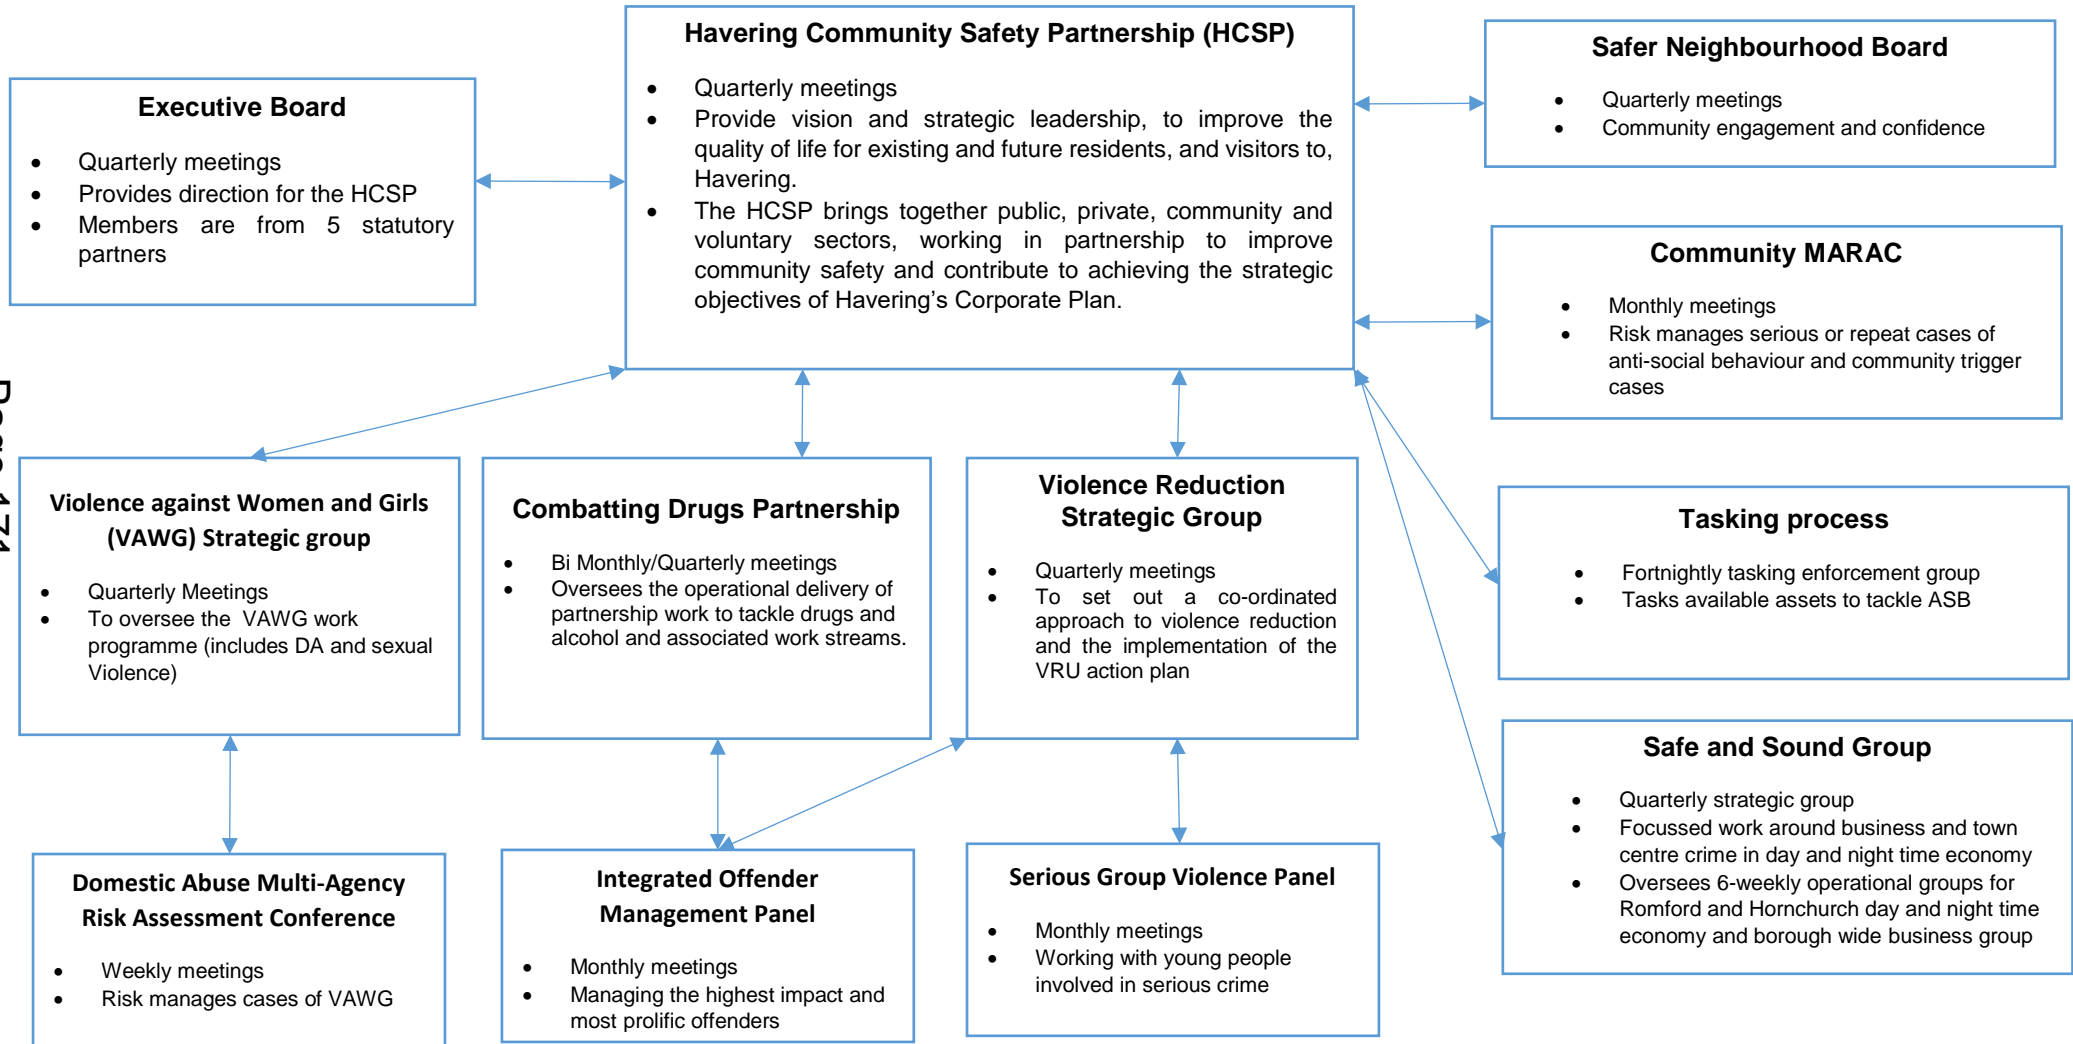 Havering Community Safety Partnership (HCSP)
• Quarterly meetings
• Provide vision and strategic leadership, to improve the
quality of life for existing and future residents, and visitors to,
Havering.
• The HCSP brings together public, private, community and
voluntary sectors, working in partnership to improve
community safety and contribute to achieving the strategic
objectives of Havering’s Corporate Plan.
Executive Board
• Quarterly meetings
• Provides direction for the HCSP
• Members are from 5 statutory
partners
Safer Neighbourhood Board
• Quarterly meetings
• Community engagement and confidence
Community MARAC
• Monthly meetings
• Risk manages serious or repeat cases of
anti-social behaviour and community trigger
cases
Violence against Women and Girls
(VAWG) Strategic group
• Quarterly Meetings
• To oversee the VAWG work
programme (includes DA and sexual
Violence)
Combatting Drugs Partnership
• Bi Monthly/Quarterly meetings
• Oversees the operational delivery of
partnership work to tackle drugs and
alcohol and associated work streams.
Violence Reduction
Strategic Group
• Quarterly meetings
• To set out a co-ordinated
approach to violence reduction
and the implementation of the
VRU action plan
Tasking process
• Fortnightly tasking enforcement group
• Tasks available assets to tackle ASB
Safe and Sound Group
• Quarterly strategic group
• Focussed work around business and town
centre crime in day and night time economy
• Oversees 6-weekly operational groups for
Romford and Hornchurch day and night time
economy and borough wide business group
Domestic Abuse Multi-Agency
Risk Assessment Conference
• Weekly meetings
• Risk manages cases of VAWG
Integrated Offender
Management Panel
• Monthly meetings
• Managing the highest impact and
most prolific offenders
Serious Group Violence Panel
• Monthly meetings
• Working with young people
involved in serious crime
Page 171